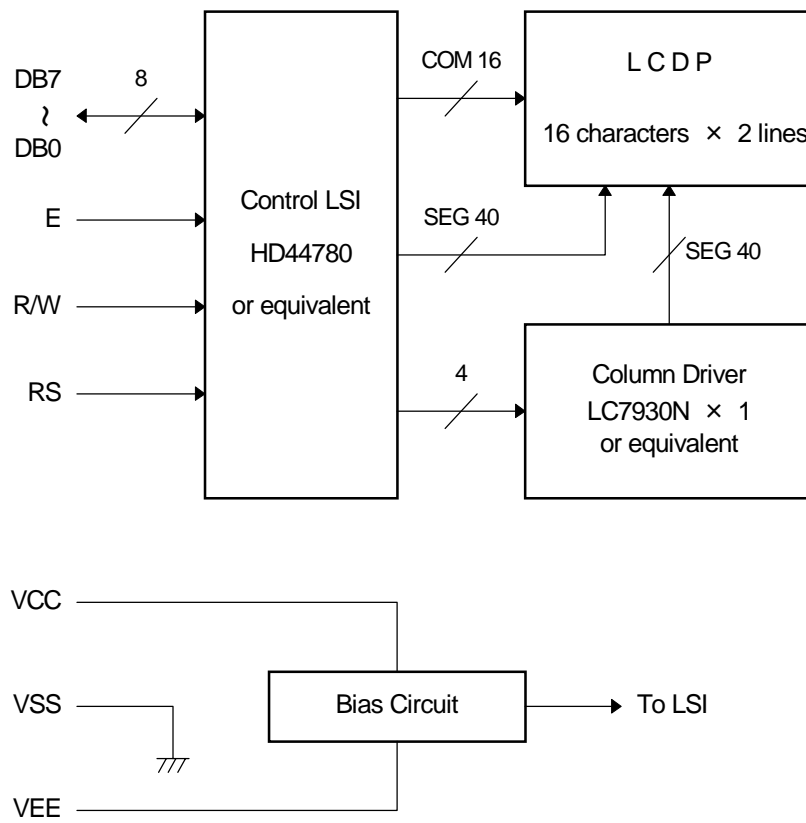 DB7
~
DB0
8
E
R/W
RS
Control LSI
HD44780
or equivalent
COM 16
SEG 40
4
L C D P
16 characters × 2 lines
SEG 40
Column Driver
LC7930N × 1
or equivalent
VCC
VSS
VEE
Bias Circuit
To LSI